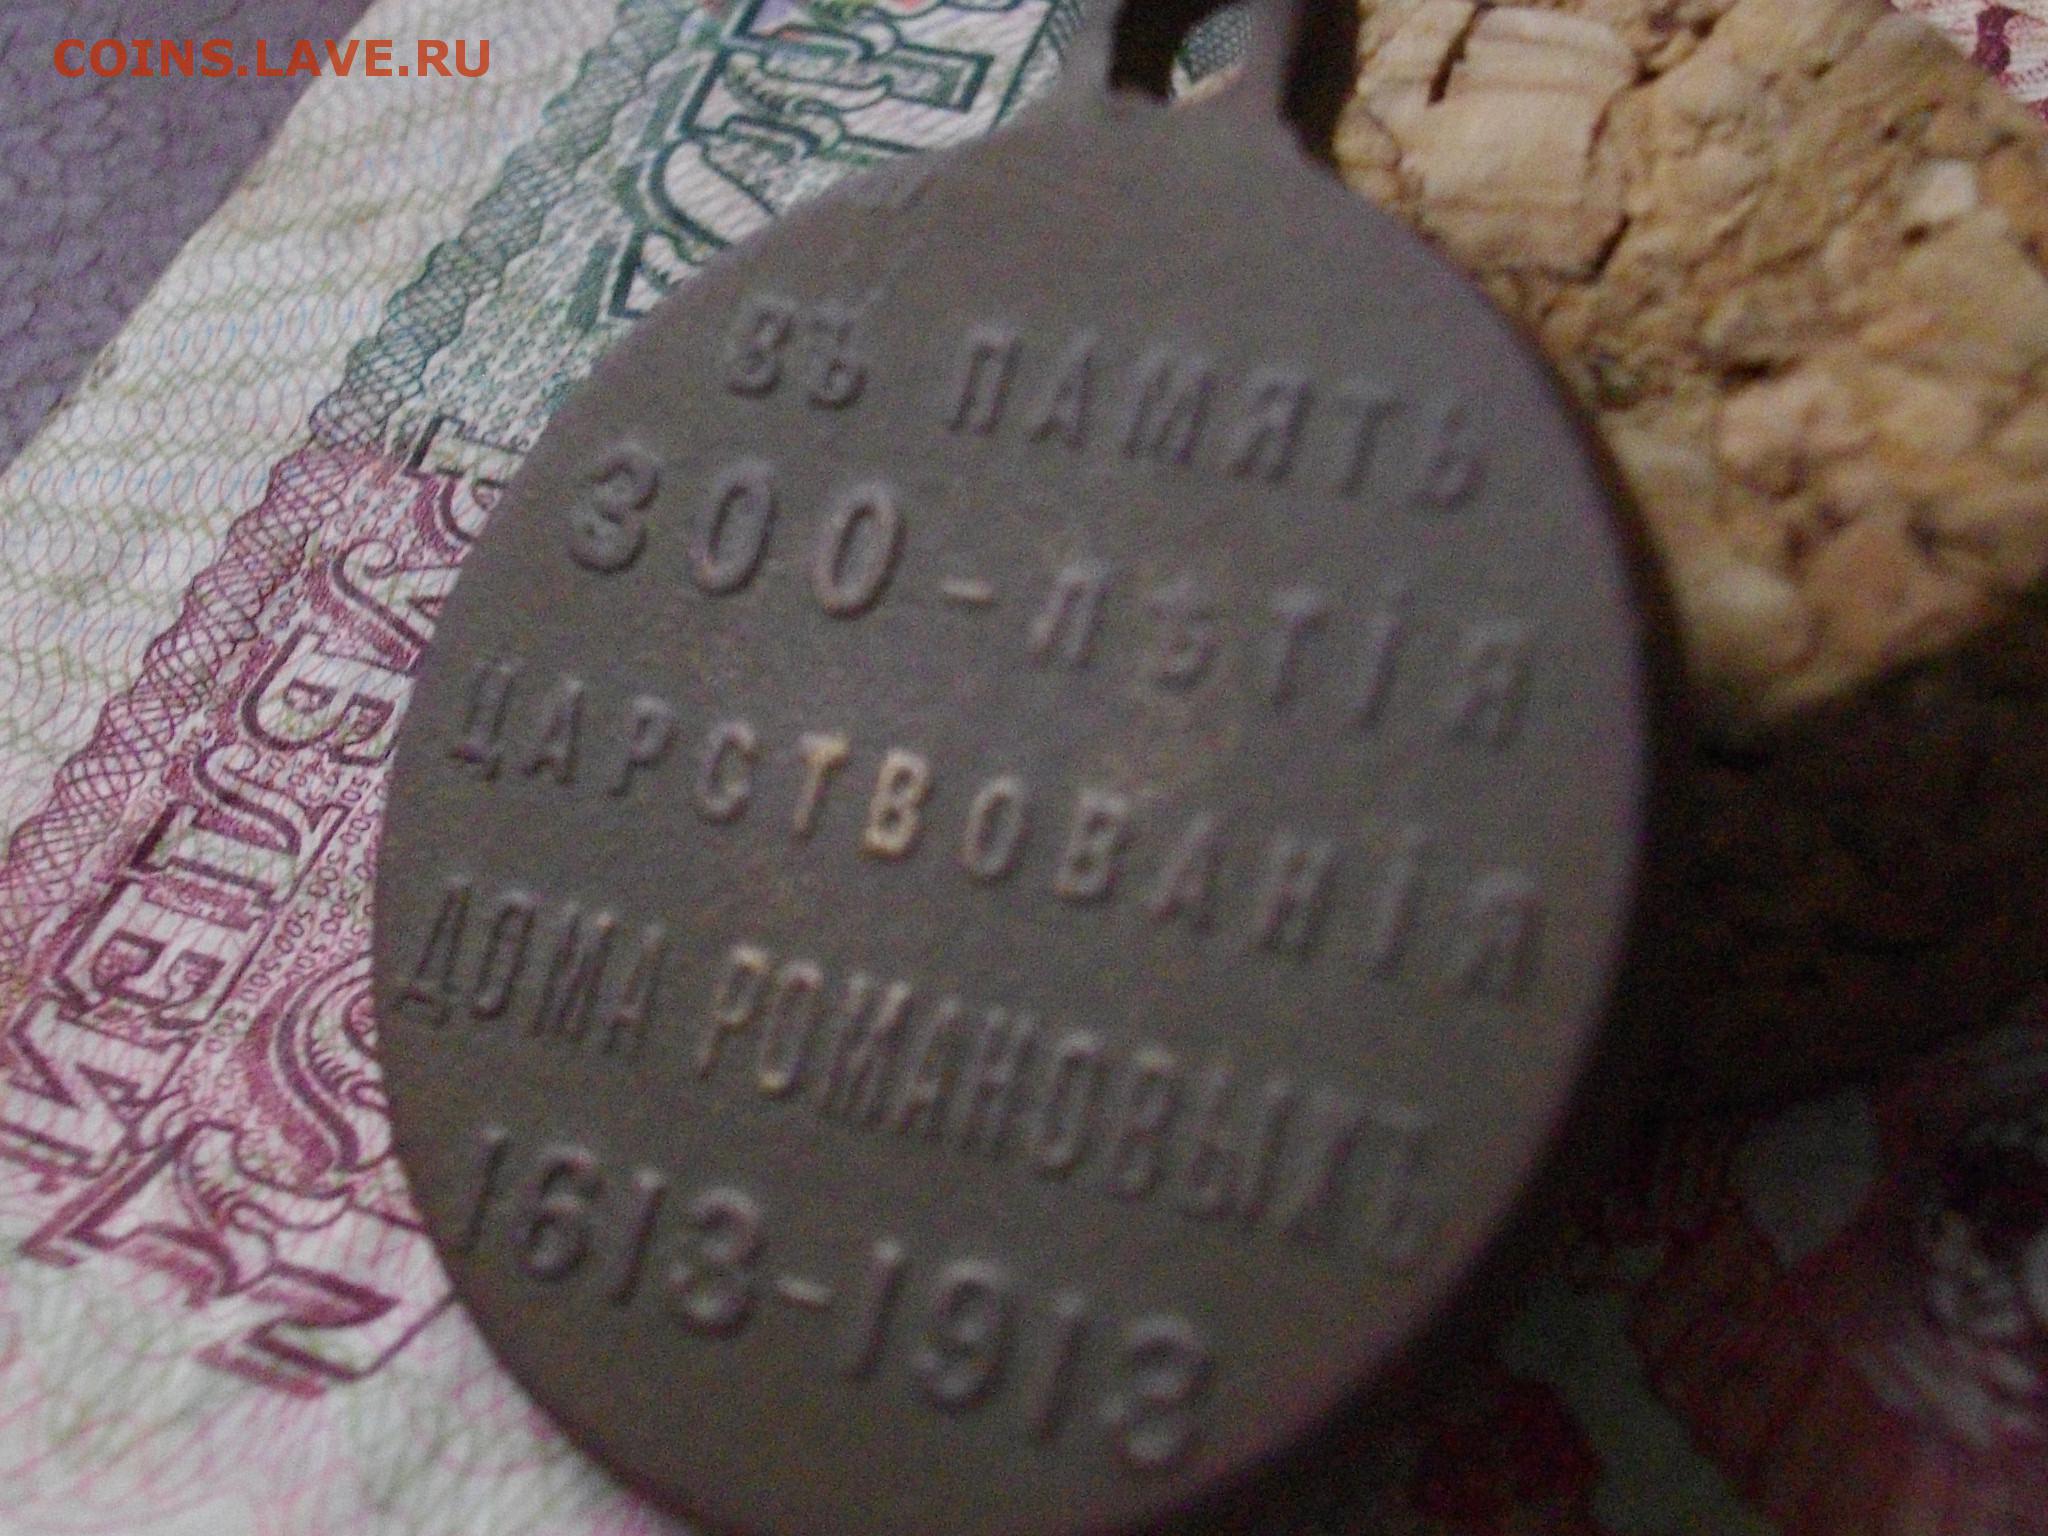 COINS.LAVE.RU
ВЪ ПАМЯТЬ
300-ЛѢТІЯ
ЦАРСТВОВАНІЯ
ДОМА РОМАНОВЫХЪ
1613-1913